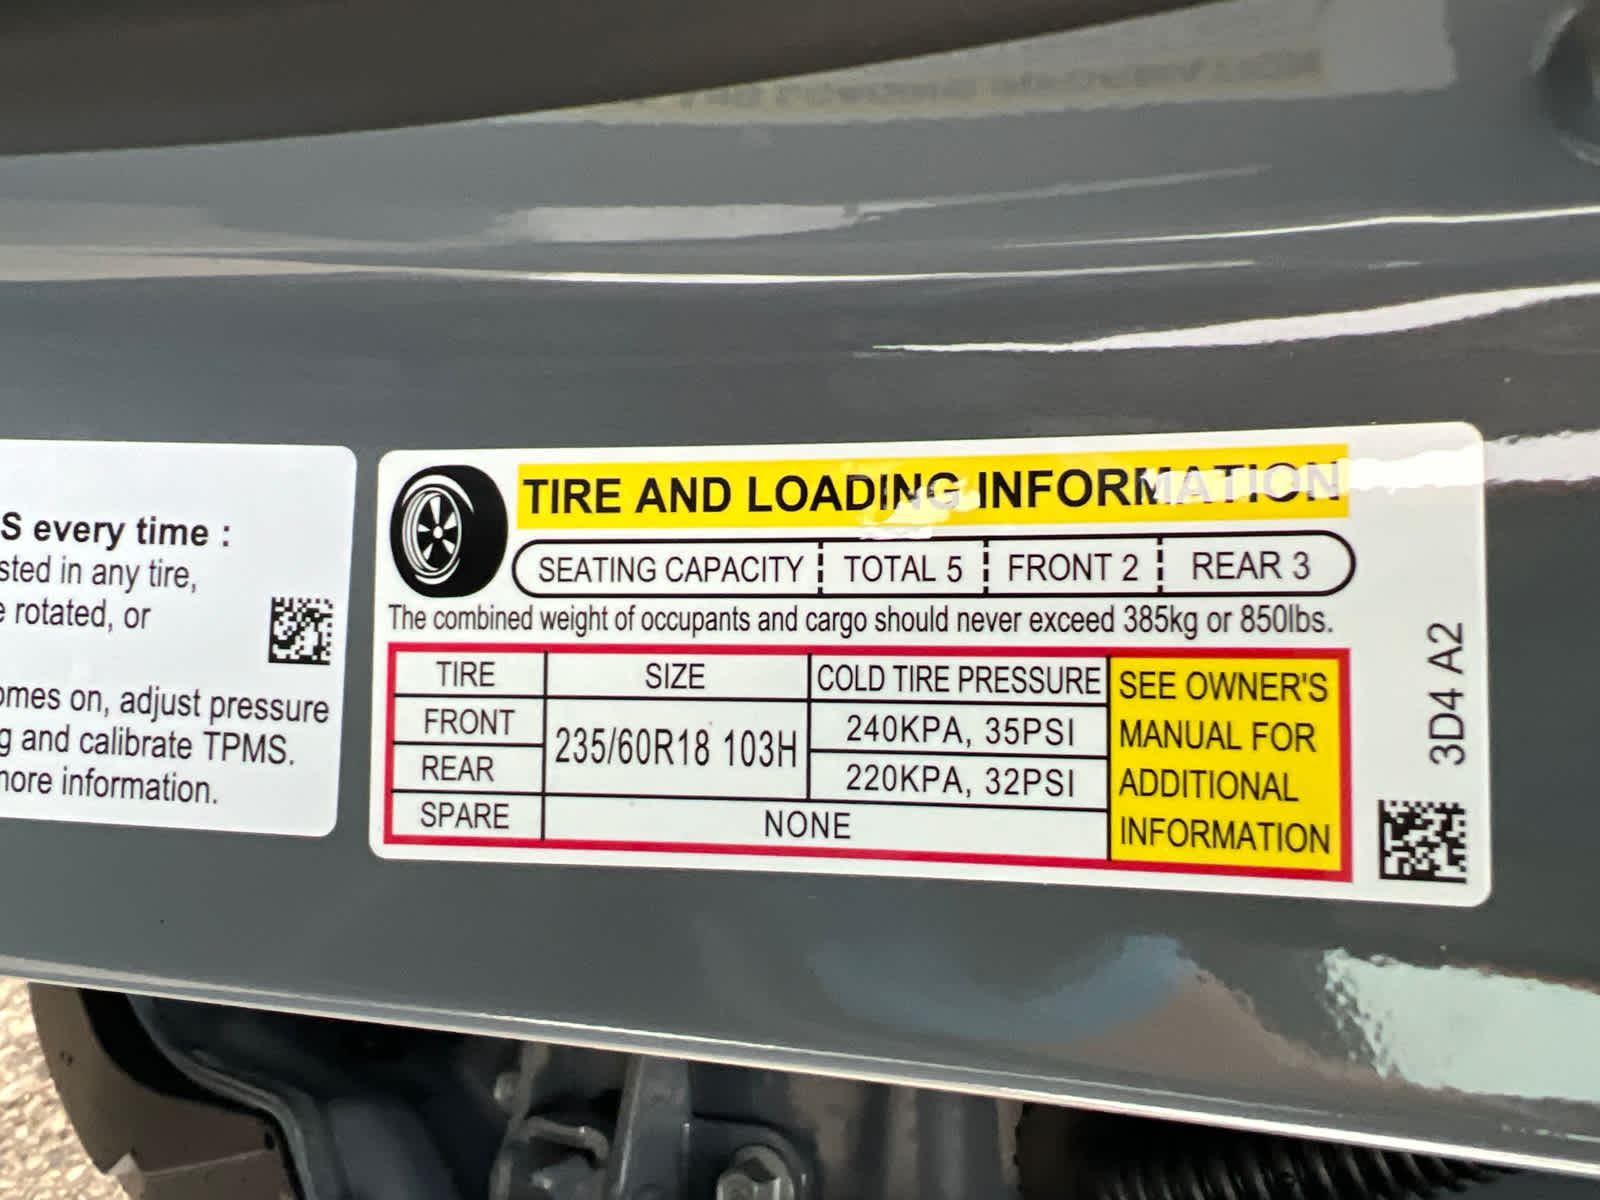 S every time :
sted in any tire,
rotated, or
omes on, adjust pressure
g and calibrate TPMS.
more information.
TIRE AND LOADING INFORMATION
SEATING CAPACITY TOTAL 5 FRONT 2 REAR 3
The combined weight of occupants and cargo should never exceed 385kg or 850lbs.
TIRE SIZE COLD TIRE PRESSURE
FRONT 235/60R18 103H 240KPA, 35PSI
REAR 220KPA, 32PSI
SPARE NONE
SEE OWNER'S
MANUAL FOR
ADDITIONAL
INFORMATION
3D4 A2